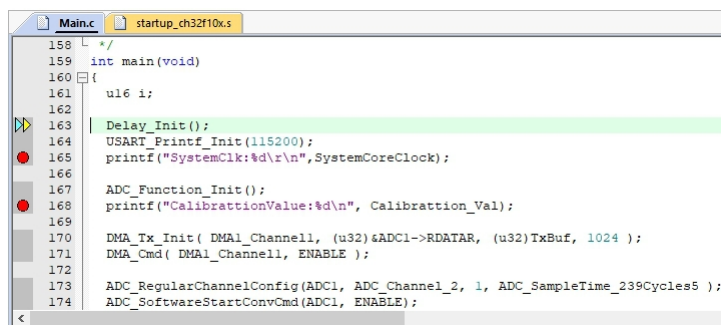 Main.c startup_ch32f10x.s
158 */
159 int main(void)
160 {
161 u16 i;
162
163 Delay_Init();
164 USART_Printf_Init(115200);
165 printf("SystemClk:%d\r\n",SystemCoreClock);
166
167 ADC_Function_Init();
168 printf("CalibrattionValue:%d\n", Calibrattion_Val);
169
170 DMA_Tx_Init( DMA1_Channel1, (u32)&ADC1->RDATAR, (u32)TxBuf, 1024 );
171 DMA_Cmd( DMA1_Channel1, ENABLE );
172
173 ADC_RegularChannelConfig(ADC1, ADC_Channel_2, 1, ADC_SampleTime_239Cycles5 );
174 ADC_SoftwareStartConvCmd(ADC1, ENABLE);